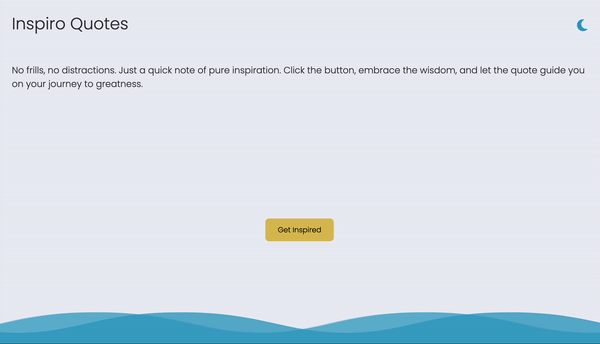 Inspiro Quotes
No frills, no distractions. Just a quick note of pure inspiration. Click the button, embrace the wisdom, and let the quote guide you
on your journey to greatness.
Get Inspired